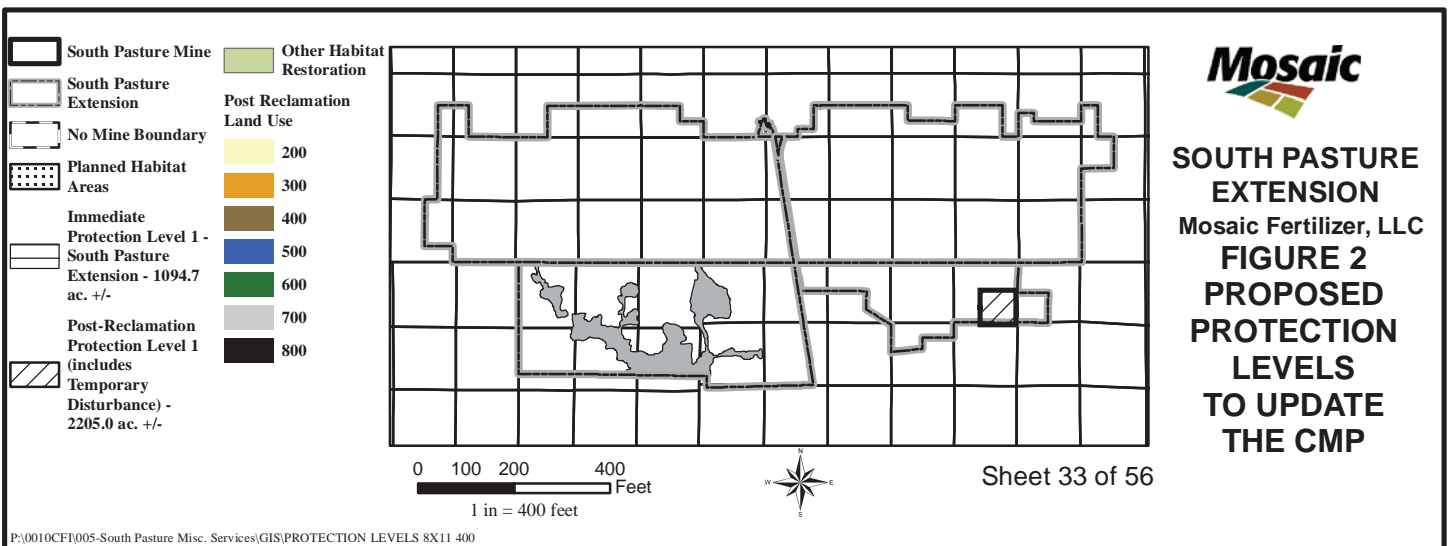 South Pasture Mine
South Pasture
Extension
No Mine Boundary
Planned Habitat
Areas
Immediate
Protection Level 1 -
South Pasture
Extension - 1094.7
ac. +/-
Post-Reclamation
Protection Level 1
(includes
Temporary
Disturbance) -
2205.0 ac. +/-
Other Habitat
Restoration
Post Reclamation
Land Use
200
300
400
500
600
700
800
0 100 200 400
Feet
1 in = 400 feet
N
W E
S
Sheet 33 of 56
Mosaic
SOUTH PASTURE
EXTENSION
Mosaic Fertilizer, LLC
FIGURE 2
PROPOSED
PROTECTION
LEVELS
TO UPDATE
THE CMP
P:\0010CFI\005-South Pasture Misc. Services\GIS\PROTECTION LEVELS 8X11 400